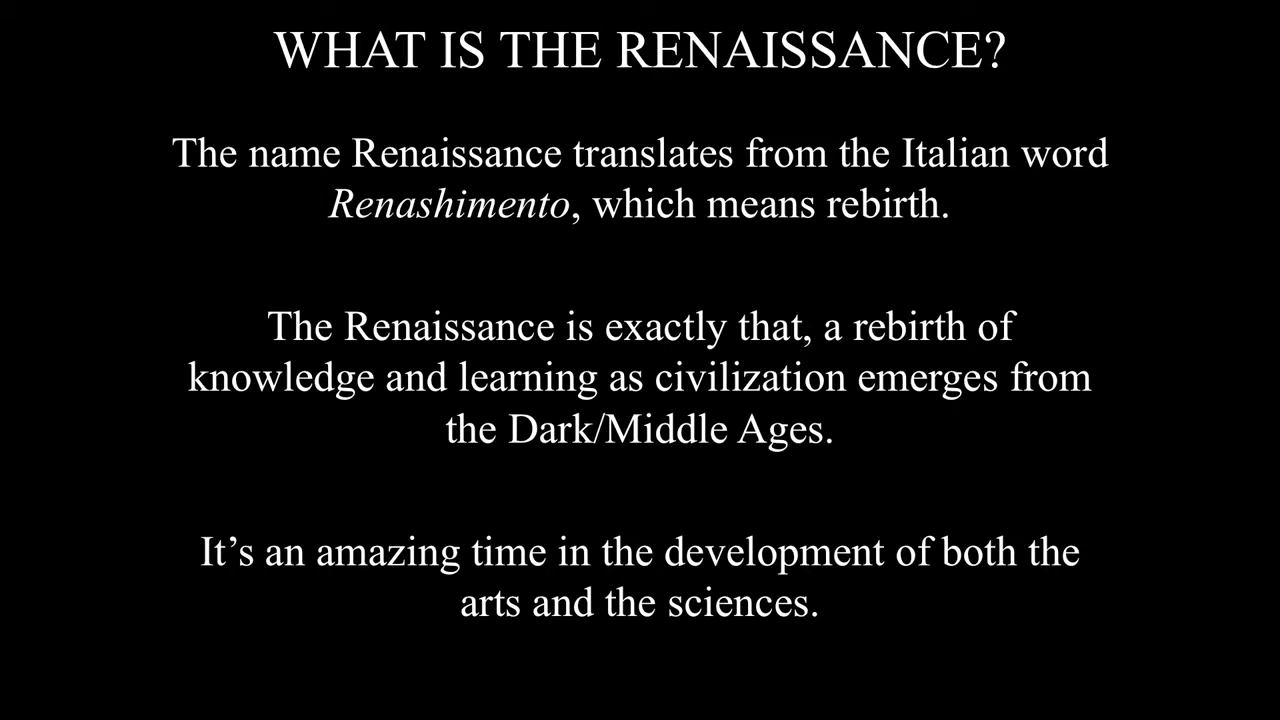 WHAT IS THE RENAISSANCE?
The name Renaissance translates from the Italian word
Renashimento, which means rebirth.
The Renaissance is exactly that, a rebirth of
knowledge and learning as civilization emerges from
the Dark/Middle Ages.
It’s an amazing time in the development of both the
arts and the sciences.